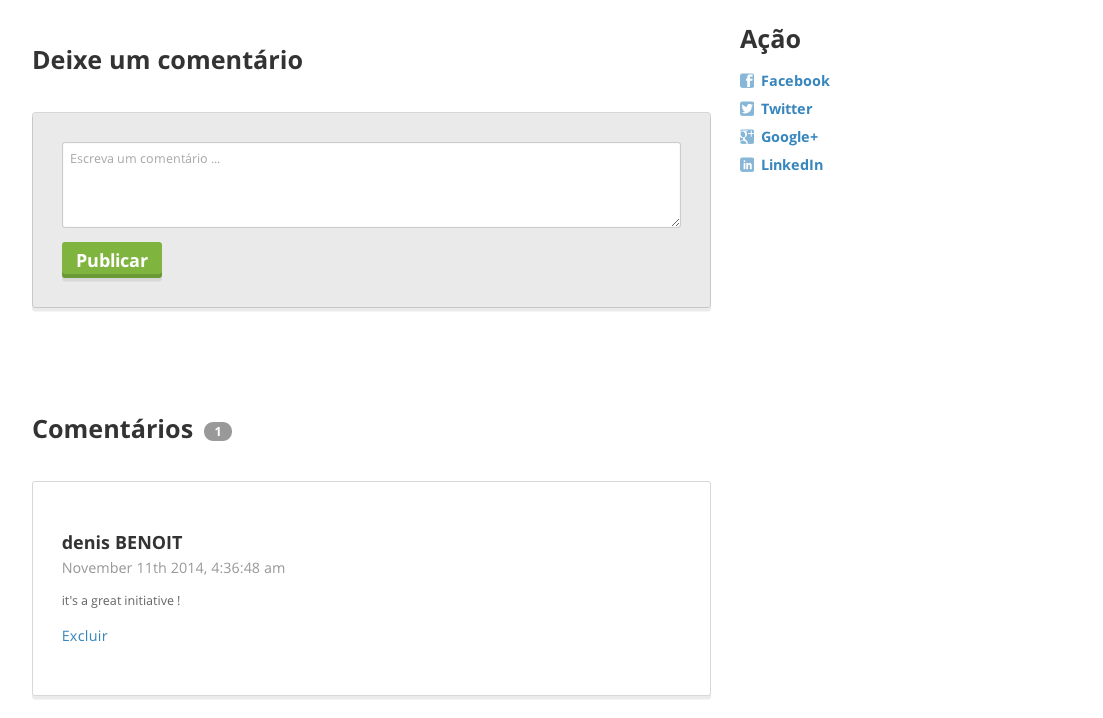 Deixe um comentário
Escreva um comentário ...
Publicar
Comentários 1
denis BENOIT
November 11th 2014, 4:36:48 am
it's a great initiative !
Excluir
Ação
Facebook
Twitter
Google+
LinkedIn